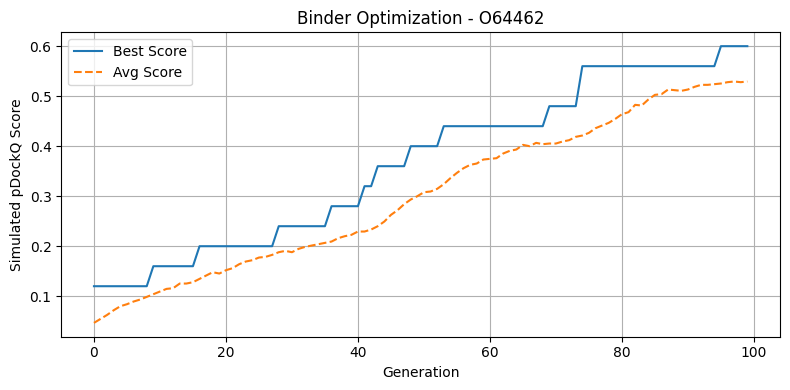 Binder Optimization - O64462
Best Score
Avg Score
Simulated pDockQ Score
0.6
0.5
0.4
0.3
0.2
0.1
0 20 40 60 80 100
Generation